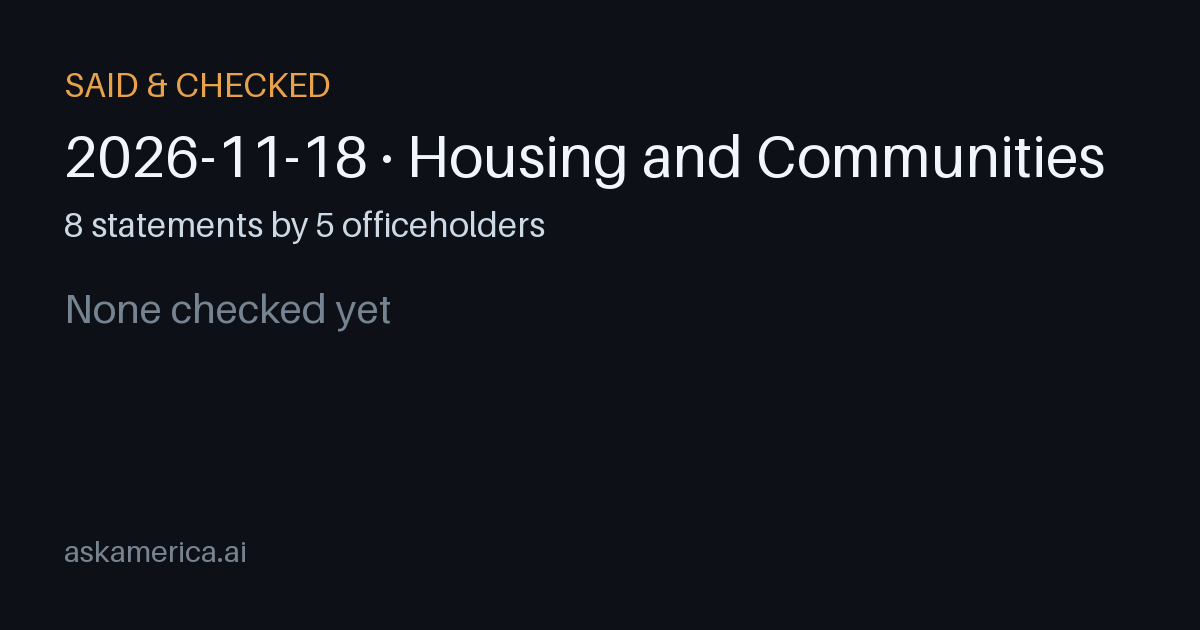 SAID & CHECKED
2026-11-18 · Housing and Communities
8 statements by 5 officeholders
None checked yet
askamerica.ai